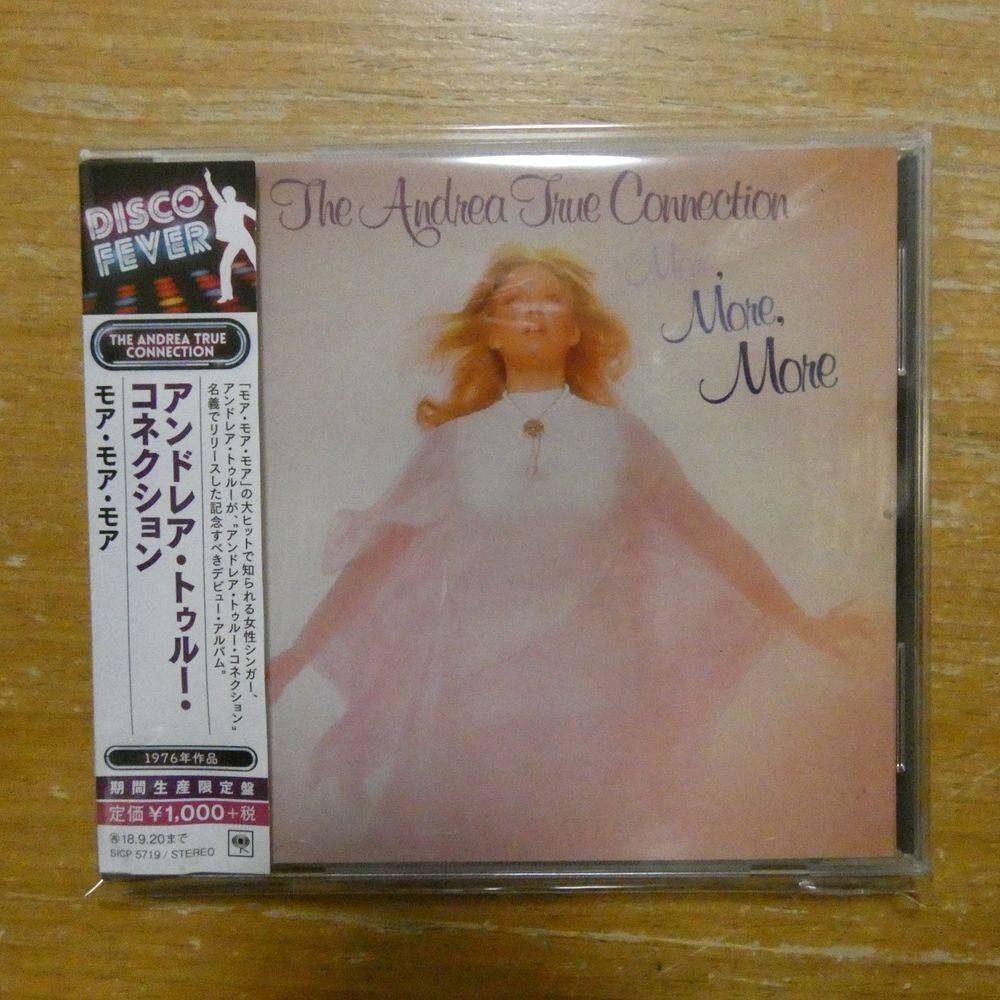 DISCO
FEVER
THE ANDREA TRUE
CONNECTION
アンドレア・トゥルー・
コネクション
モア・モア・モア
「モア・モア・モア」の大ヒットで知られる女性シンガー、
アンドレア・トゥルーが、“アンドレア・トゥルー・コネクション”
名義でリリースした記念すべきデビュー・アルバム。
1976年作品
期間生産限定盤
定価¥1,000+税
再18.9.20まで
SICP 5719 / STEREO
The Andrea True Connection
More,
More,
More